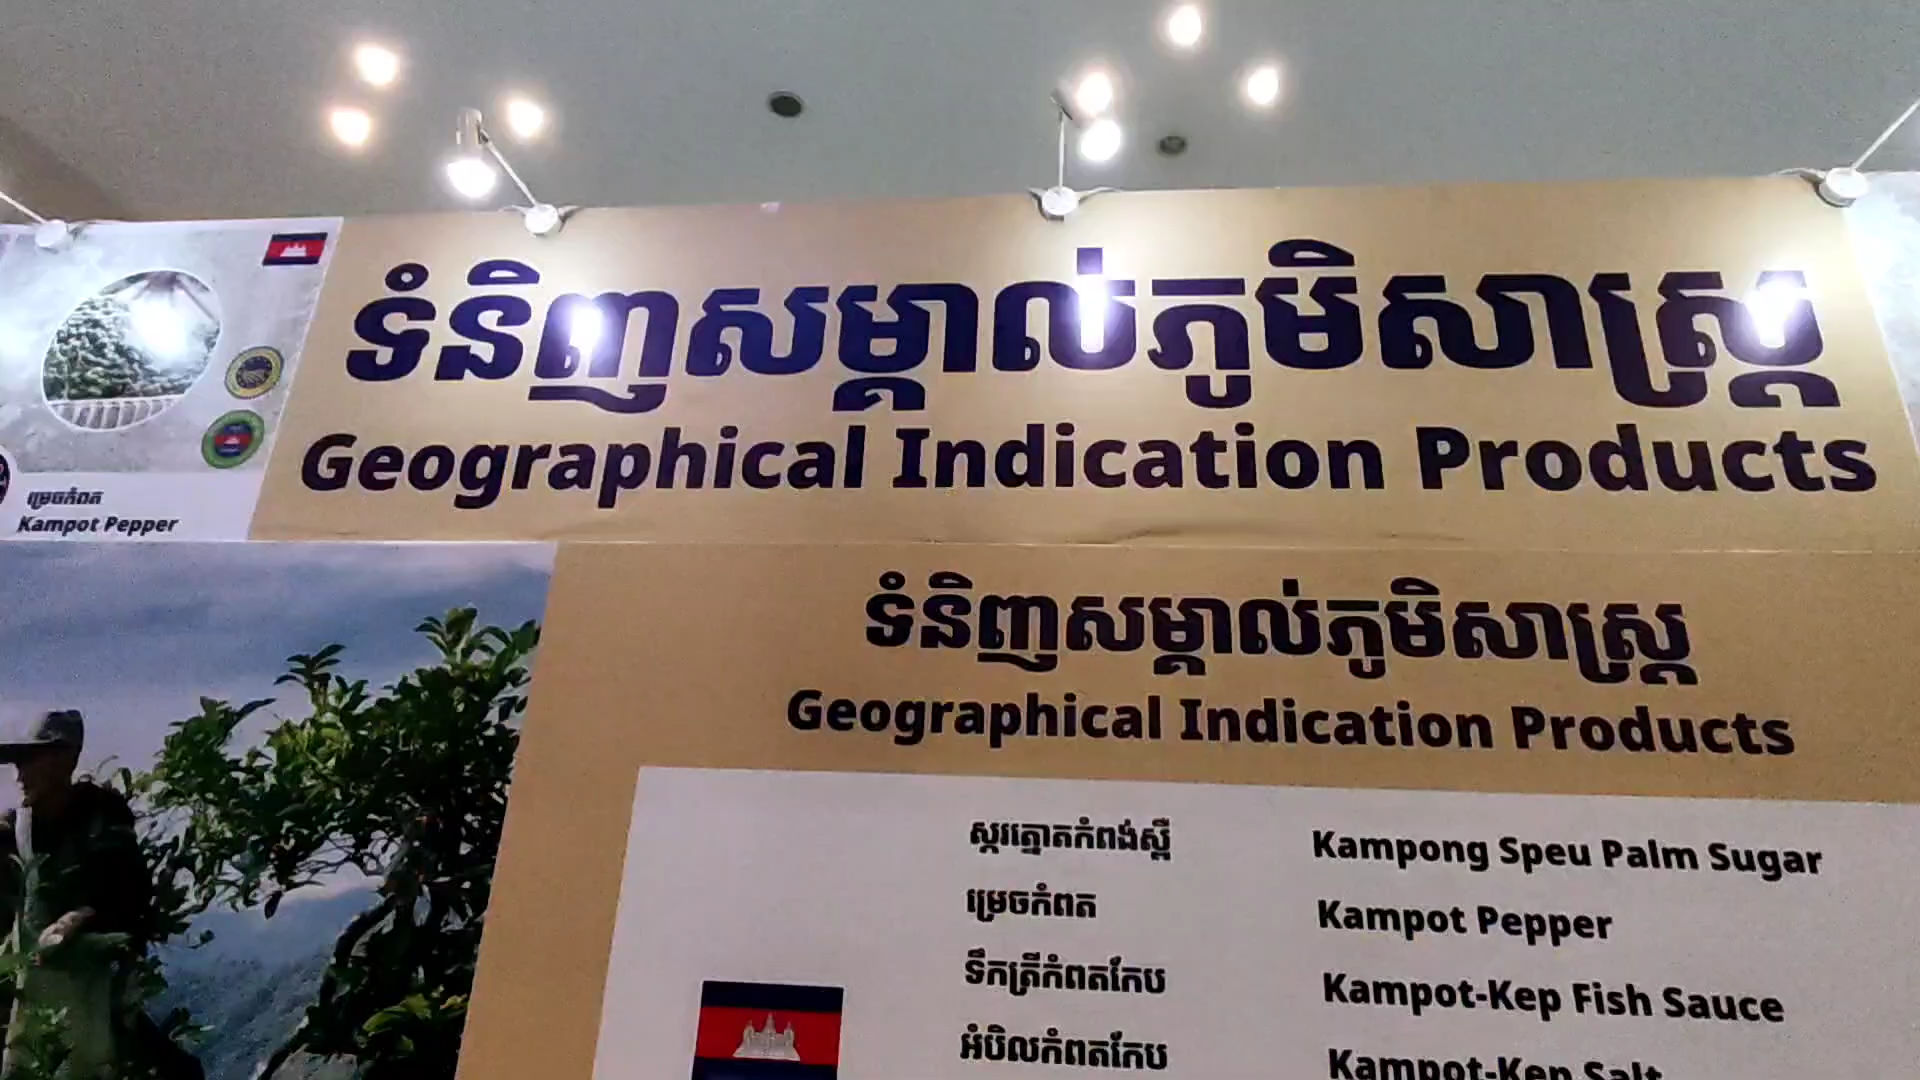 ទំនិញសម្គាល់ភូមិសាស្ត្រ
Geographical Indication Products
ម្រេចកំពត
Kampot Pepper
ទំនិញសម្គាល់ភូមិសាស្ត្រ
Geographical Indication Products
ស្ករត្នោតកំពង់ស្ពឺ Kampong Speu Palm Sugar
ម្រេចកំពត Kampot Pepper
ទឹកត្រីកំពតកែប Kampot-Kep Fish Sauce
អំបិលកំពតកែប Kampot-Kep Salt